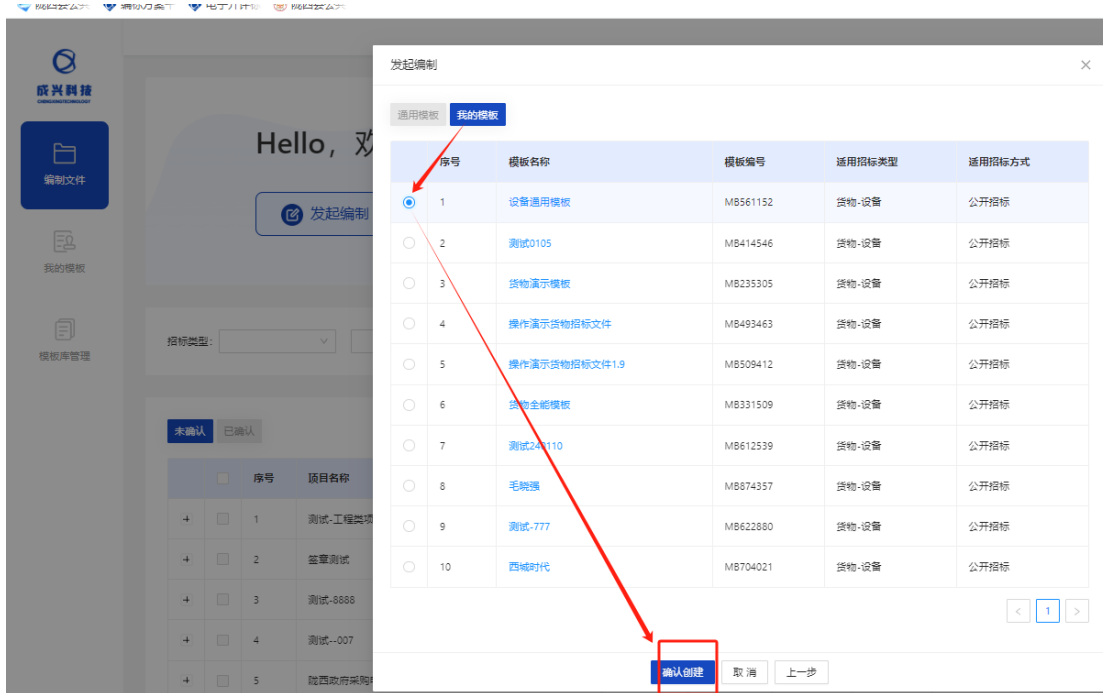 成兴科技
编制文件
我的模板
模板库管理
Hello，欢
发起编制
招标类型:
未确认 已确认
序号 项目名称
1 测试-工程类项
2 签章测试
3 测试-8888
4 测试--007
5 陇西政府采购
发起编制
通用模板 我的模板
序号 模板名称 模板编号 适用招标类型 适用招标方式
1 设备通用模板 MB561152 货物-设备 公开招标
2 测试0105 MB414546 货物-设备 公开招标
3 货物演示模板 MB235305 货物-设备 公开招标
4 操作演示货物招标文件 MB493463 货物-设备 公开招标
5 操作演示货物招标文件1.9 MB509412 货物-设备 公开招标
6 货物全能模板 MB331509 货物-设备 公开招标
7 测试240110 MB612539 货物-设备 公开招标
8 毛晓强 MB874357 货物-设备 公开招标
9 测试-777 MB622880 货物-设备 公开招标
10 西城时代 MB704021 货物-设备 公开招标
< 1 >
确认创建 取 消 上一步